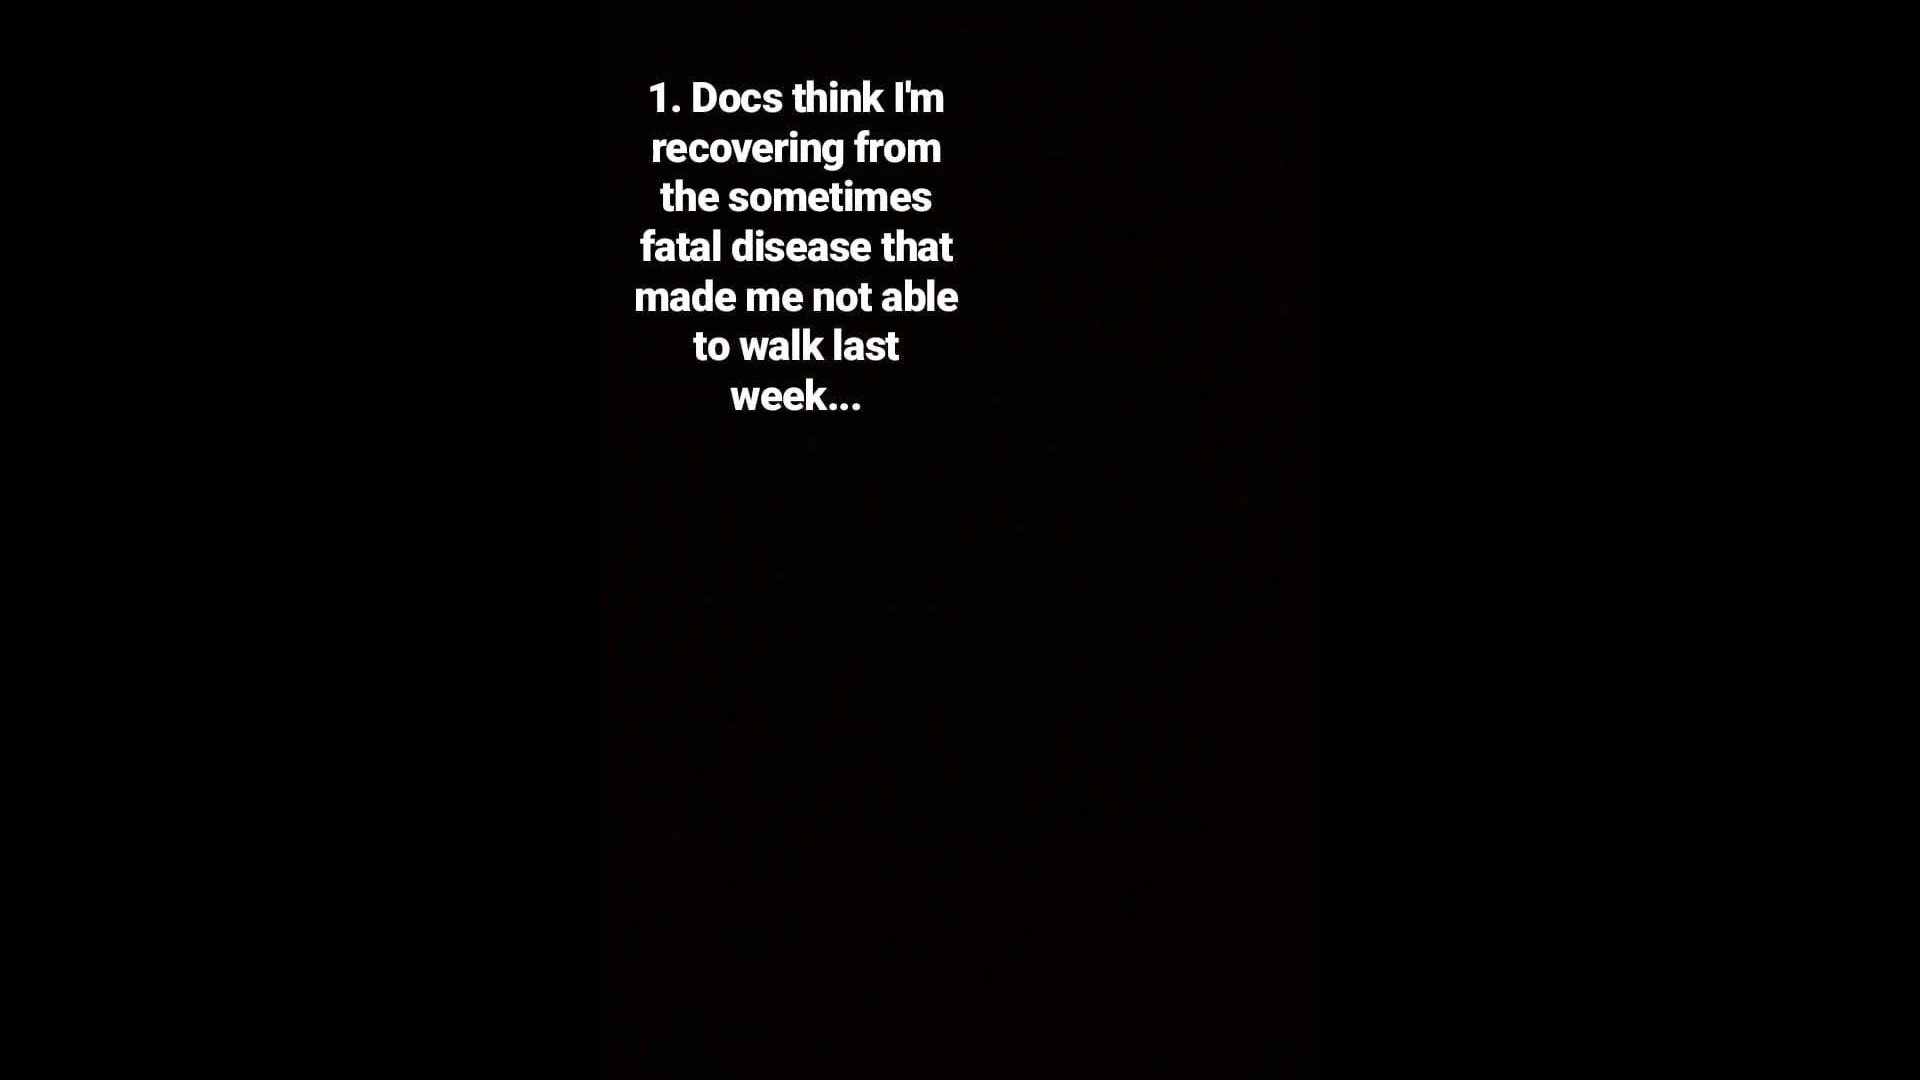 1. Docs think I'm
recovering from
the sometimes
fatal disease that
made me not able
to walk last
week...